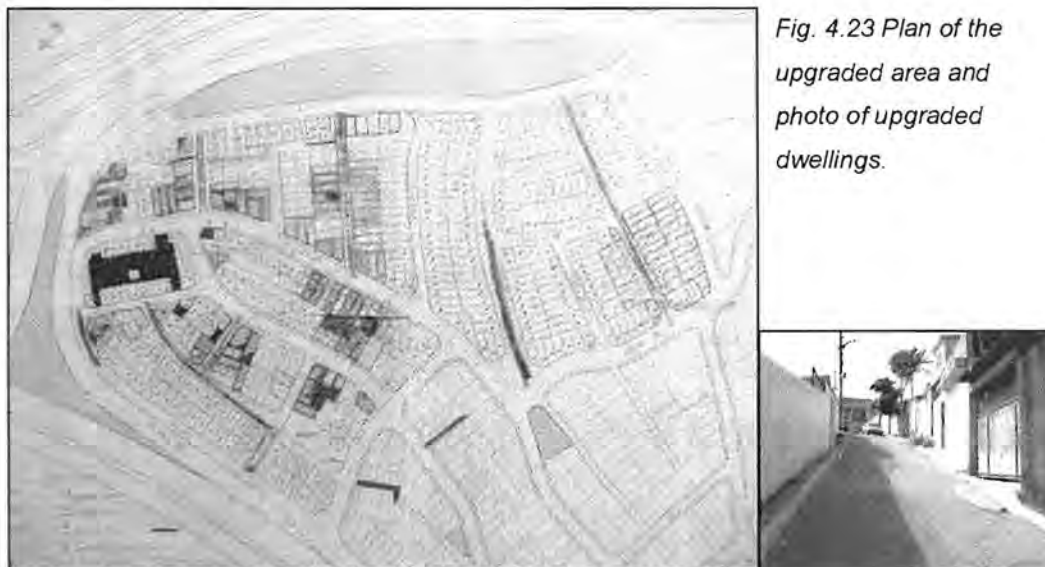 Fig. 4.23 Plan of the
upgraded area and
photo of upgraded
dwellings.